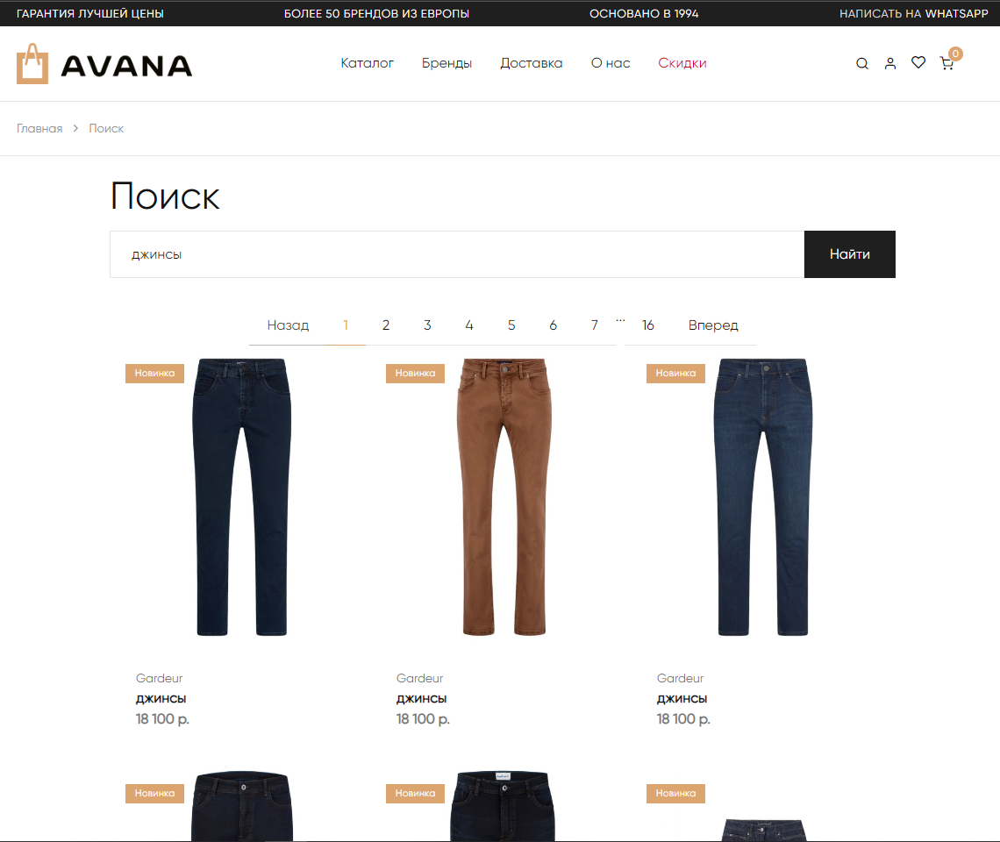 ГАРАНТИЯ ЛУЧШЕЙ ЦЕНЫ БОЛЕЕ 50 БРЕНДОВ ИЗ ЕВРОПЫ ОСНОВАНО В 1994 НАПИСАТЬ НА WHATSAPP
AVANA Каталог Бренды Доставка О нас Скидки 0
Главная Поиск
Поиск
джинсы Найти
Назад 1 2 3 4 5 6 7 ... 16 Вперед
Новинка Новинка Новинка
Gardeur Gardeur Gardeur
джинсы джинсы джинсы
18 100 р. 18 100 р. 18 100 р.
Новинка Новинка Новинка